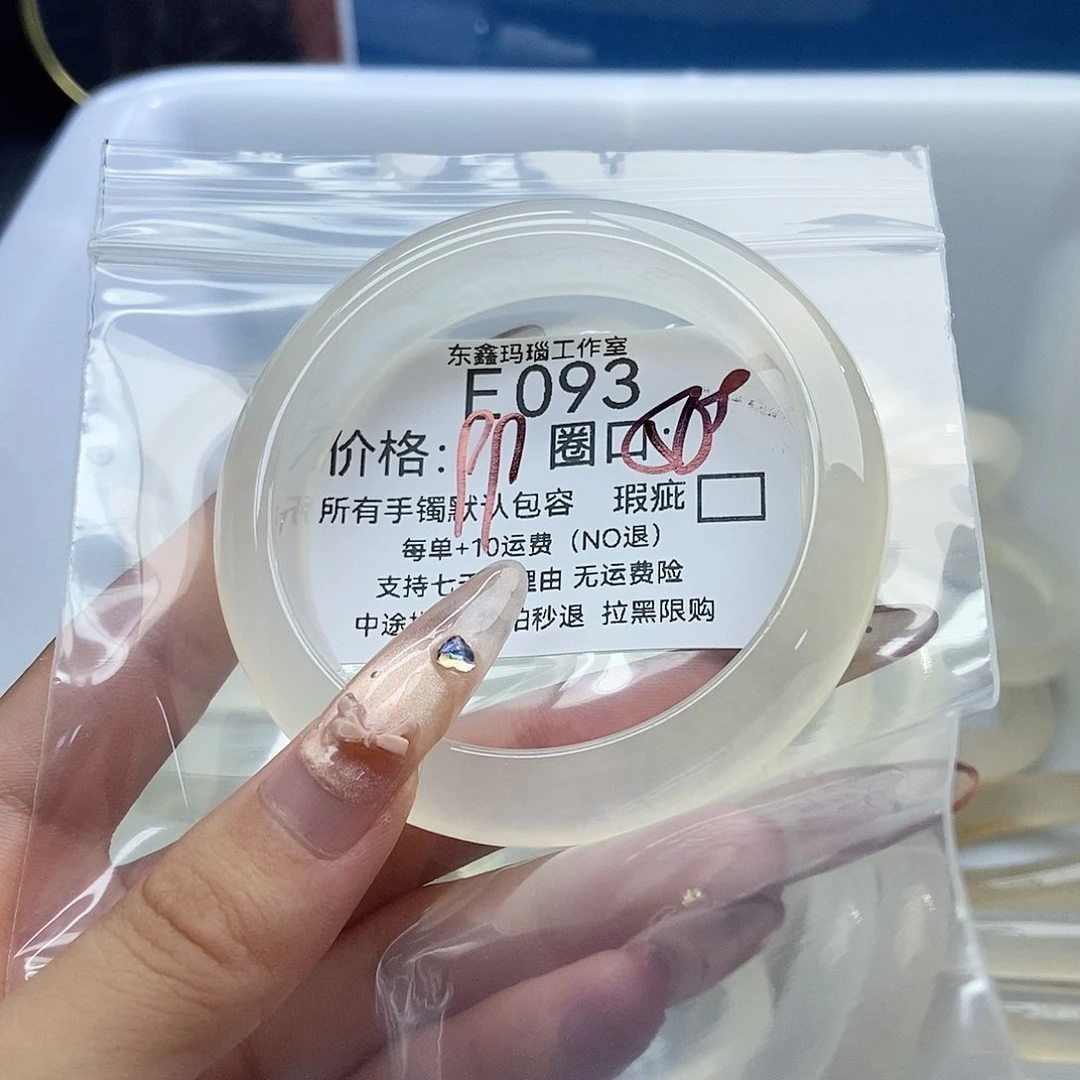 东鑫玛瑙工作室
E093
价格: 圈口:
所有手镯默认包容 瑕疵
每单+10运费（NO退）
支持七 理由 无运费险
中途 拍秒退 拉黑限购